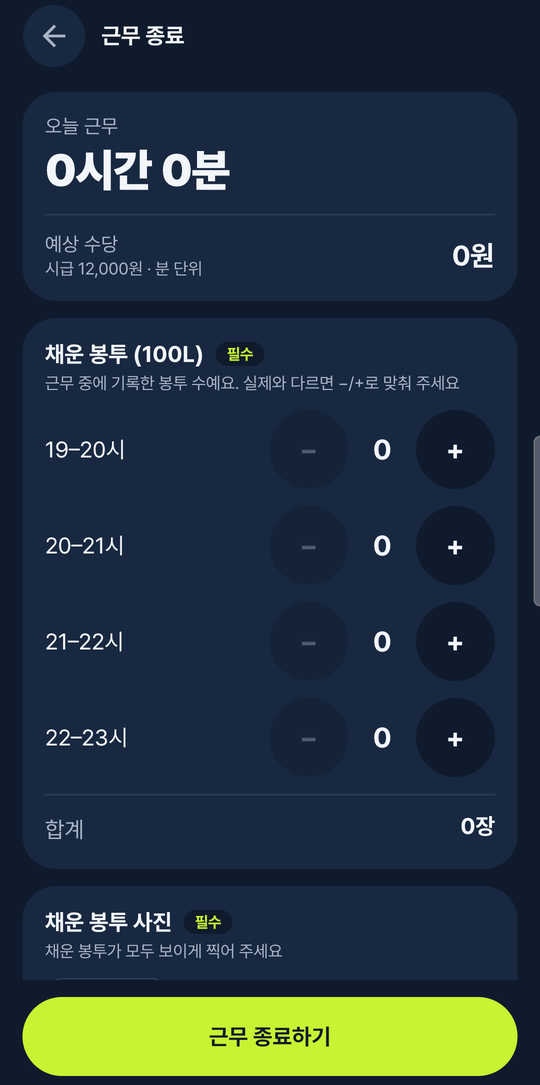 근무 종료
오늘 근무
0시간 0분
예상 수당
시급 12,000원 · 분 단위
0원
채운 봉투 (100L) 필수
근무 중에 기록한 봉투 수예요. 실제와 다르면 −/+로 맞춰 주세요
19–20시 − 0 +
20–21시 − 0 +
21–22시 − 0 +
22–23시 − 0 +
합계 0장
채운 봉투 사진 필수
채운 봉투가 모두 보이게 찍어 주세요
근무 종료하기